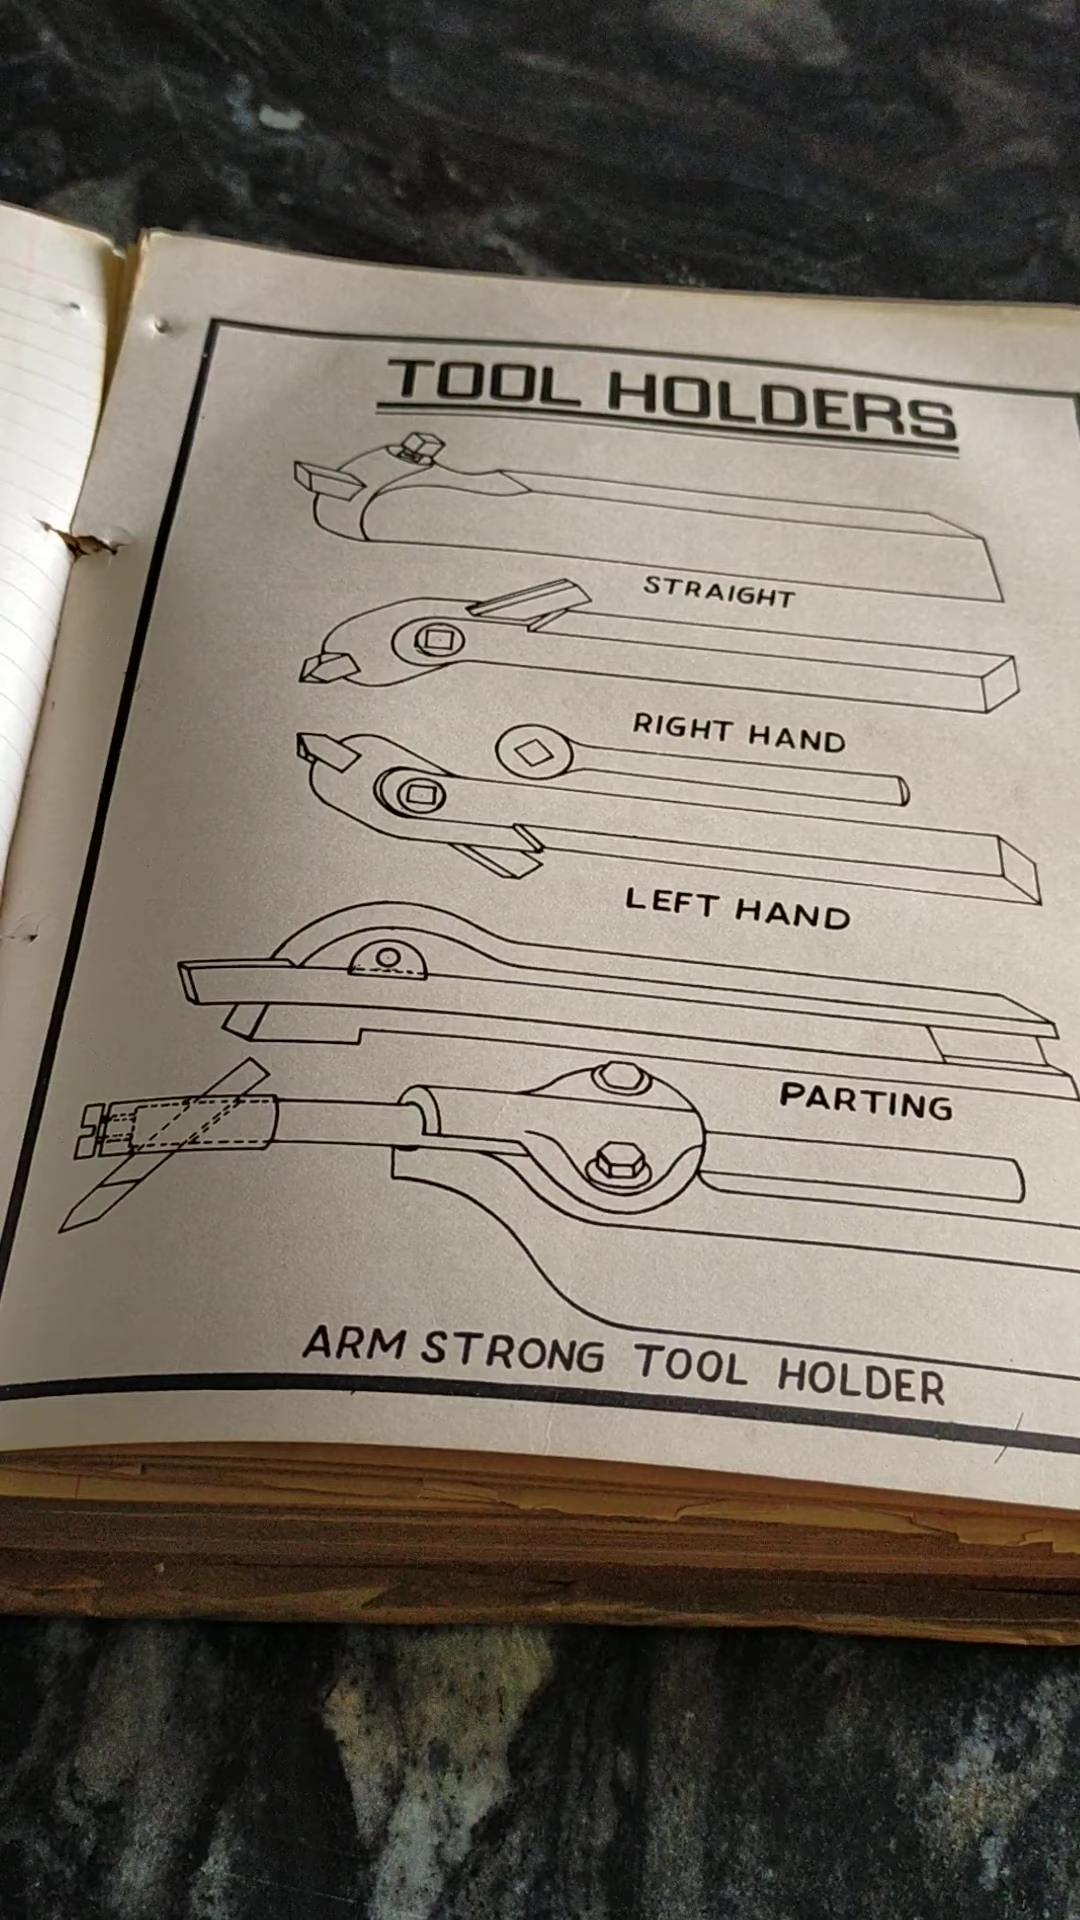 TOOL HOLDERS
STRAIGHT
RIGHT HAND
LEFT HAND
PARTING
ARM STRONG TOOL HOLDER